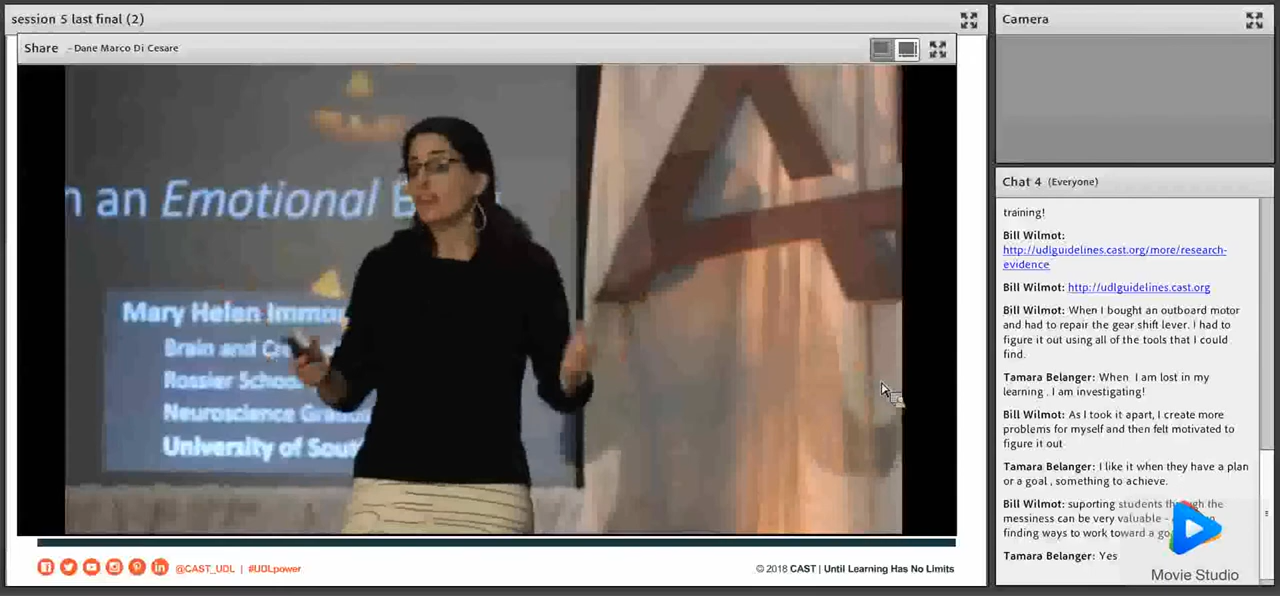 session 5 last final (2)
Share - Dane Marco Di Cesare
an Emotional
Mary Helen
Brain and
Rossier
Neuroscience
University of
@CAST_UDL | #UDLpower
© 2018 CAST | Until Learning Has No Limits
Camera
Chat 4 (Everyone)
training!
Bill Wilmot:
http://udlguidelines.cast.org/more/research-
evidence
Bill Wilmot: http://udlguidelines.cast.org
Bill Wilmot: When I bought an outboard motor
and had to repair the gear shift lever. I had to
figure it out using all of the tools that I could
find.
Tamara Belanger: When I am lost in my
learning . I am investigating!
Bill Wilmot: As I took it apart, I create more
problems for myself and then felt motivated to
figure it out
Tamara Belanger: I like it when they have a plan
or a goal , something to achieve.
Bill Wilmot: suporting students through the
messiness can be very valuable -
finding ways to work toward a
Tamara Belanger: Yes
Movie Studio